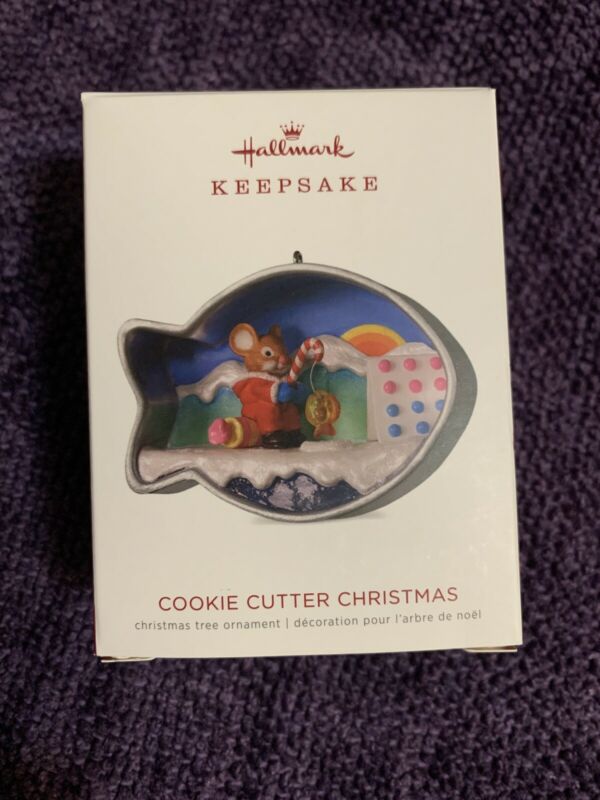 Hallmark
KEEPSAKE
COOKIE CUTTER CHRISTMAS
christmas tree ornament | décoration pour l'arbre de noël